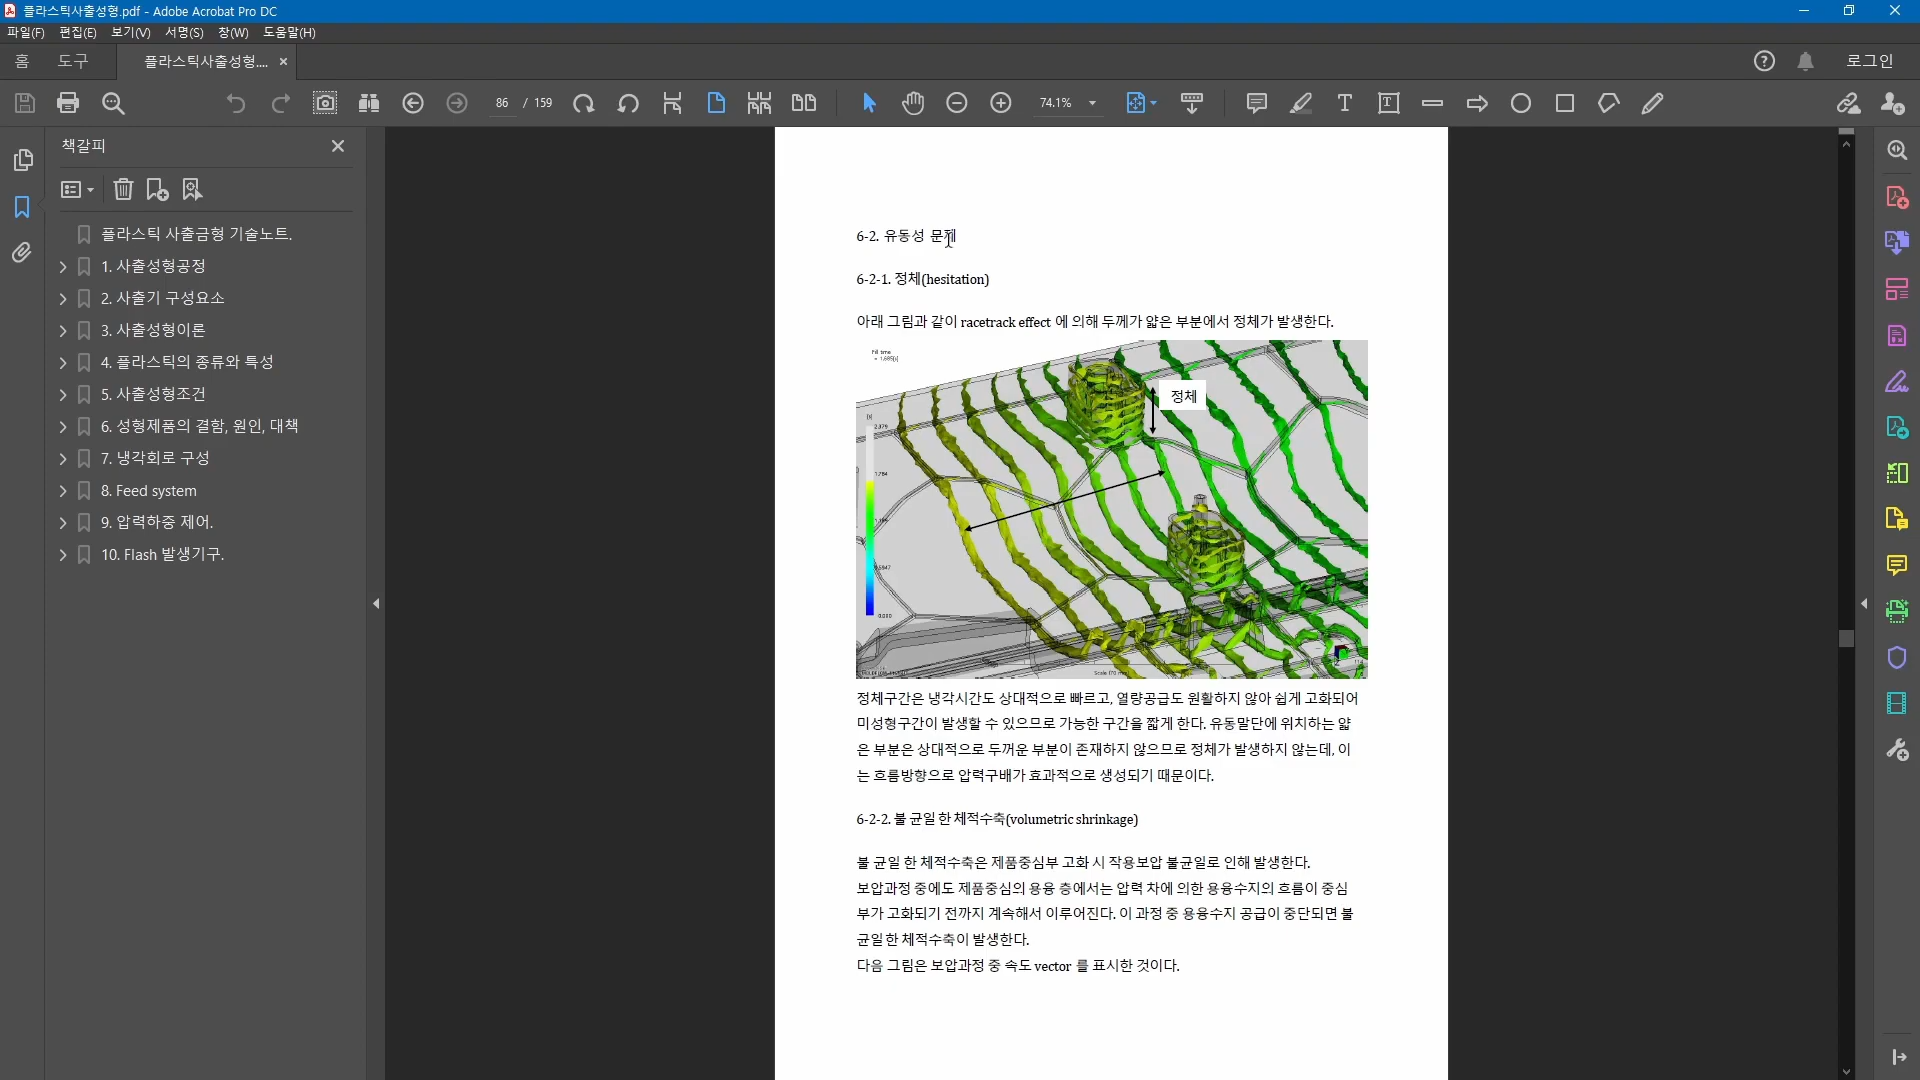 플라스틱사출성형.pdf - Adobe Acrobat Pro DC
파일(F) 편집(E) 보기(V) 서명(S) 창(W) 도움말(H)
홈 도구 플라스틱사출성형.... 로그인
86 / 159 74.1%
책갈피
플라스틱 사출금형 기술노트.
1. 사출성형공정
2. 사출기 구성요소
3. 사출성형이론
4. 플라스틱의 종류와 특성
5. 사출성형조건
6. 성형제품의 결함, 원인, 대책
7. 냉각회로 구성
8. Feed system
9. 압력하중 제어.
10. Flash 발생기구.
6-2. 유동성 문제
6-2-1. 정체(hesitation)
아래 그림과 같이 racetrack effect 에 의해 두께가 얇은 부분에서 정체가 발생한다.
Fill time
= 1.685[s]
정체
[s]
2.379
1.784
0.000
정체구간은 냉각시간도 상대적으로 빠르고, 열량공급도 원활하지 않아 쉽게 고화되어
미성형구간이 발생할 수 있으므로 가능한 구간을 짧게 한다. 유동말단에 위치하는 얇
은 부분은 상대적으로 두꺼운 부분이 존재하지 않으므로 정체가 발생하지 않는데, 이
는 흐름방향으로 압력구배가 효과적으로 생성되기 때문이다.
6-2-2. 불 균일 한 체적수축(volumetric shrinkage)
불 균일 한 체적수축은 제품중심부 고화 시 작용보압 불균일로 인해 발생한다.
보압과정 중에도 제품중심의 용융 층에서는 압력 차에 의한 용융수지의 흐름이 중심
부가 고화되기 전까지 계속해서 이루어진다. 이 과정 중 용융수지 공급이 중단되면 불
균일 한 체적수축이 발생한다.
다음 그림은 보압과정 중 속도 vector 를 표시한 것이다.